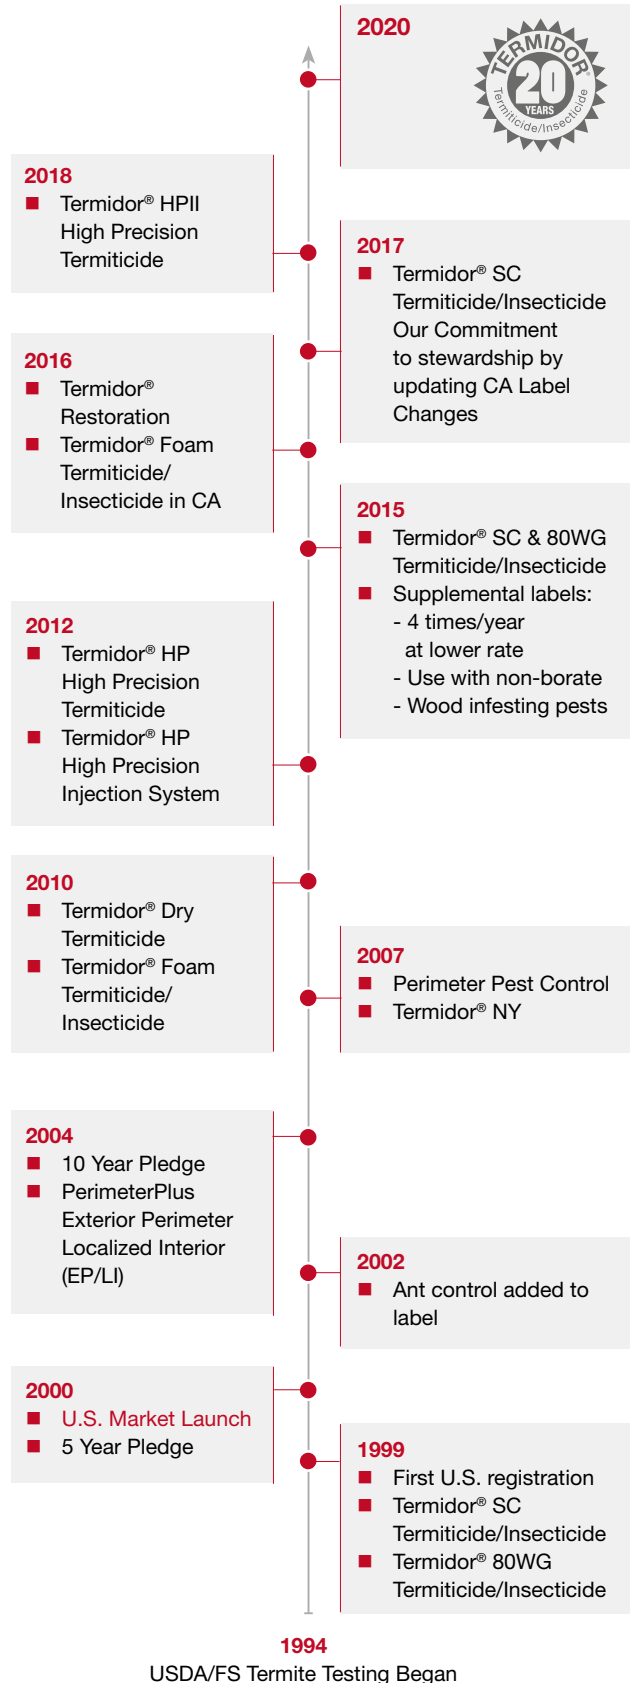 2020
TERMIDOR®
20
YEARS
Termiticide/Insecticide
2018
■ Termidor® HPII
High Precision
Termiticide
2017
■ Termidor® SC
Termiticide/Insecticide
Our Commitment
to stewardship by
updating CA Label
Changes
2016
■ Termidor®
Restoration
■ Termidor® Foam
Termiticide/
Insecticide in CA
2015
■ Termidor® SC & 80WG
Termiticide/Insecticide
■ Supplemental labels:
- 4 times/year
at lower rate
- Use with non-borate
- Wood infesting pests
2012
■ Termidor® HP
High Precision
Termiticide
■ Termidor® HP
High Precision
Injection System
2010
■ Termidor® Dry
Termiticide
■ Termidor® Foam
Termiticide/
Insecticide
2007
■ Perimeter Pest Control
■ Termidor® NY
2004
■ 10 Year Pledge
■ PerimeterPlus
Exterior Perimeter
Localized Interior
(EP/LI)
2002
■ Ant control added to
label
2000
■ U.S. Market Launch
■ 5 Year Pledge
1999
■ First U.S. registration
■ Termidor® SC
Termiticide/Insecticide
■ Termidor® 80WG
Termiticide/Insecticide
1994
USDA/FS Termite Testing Began